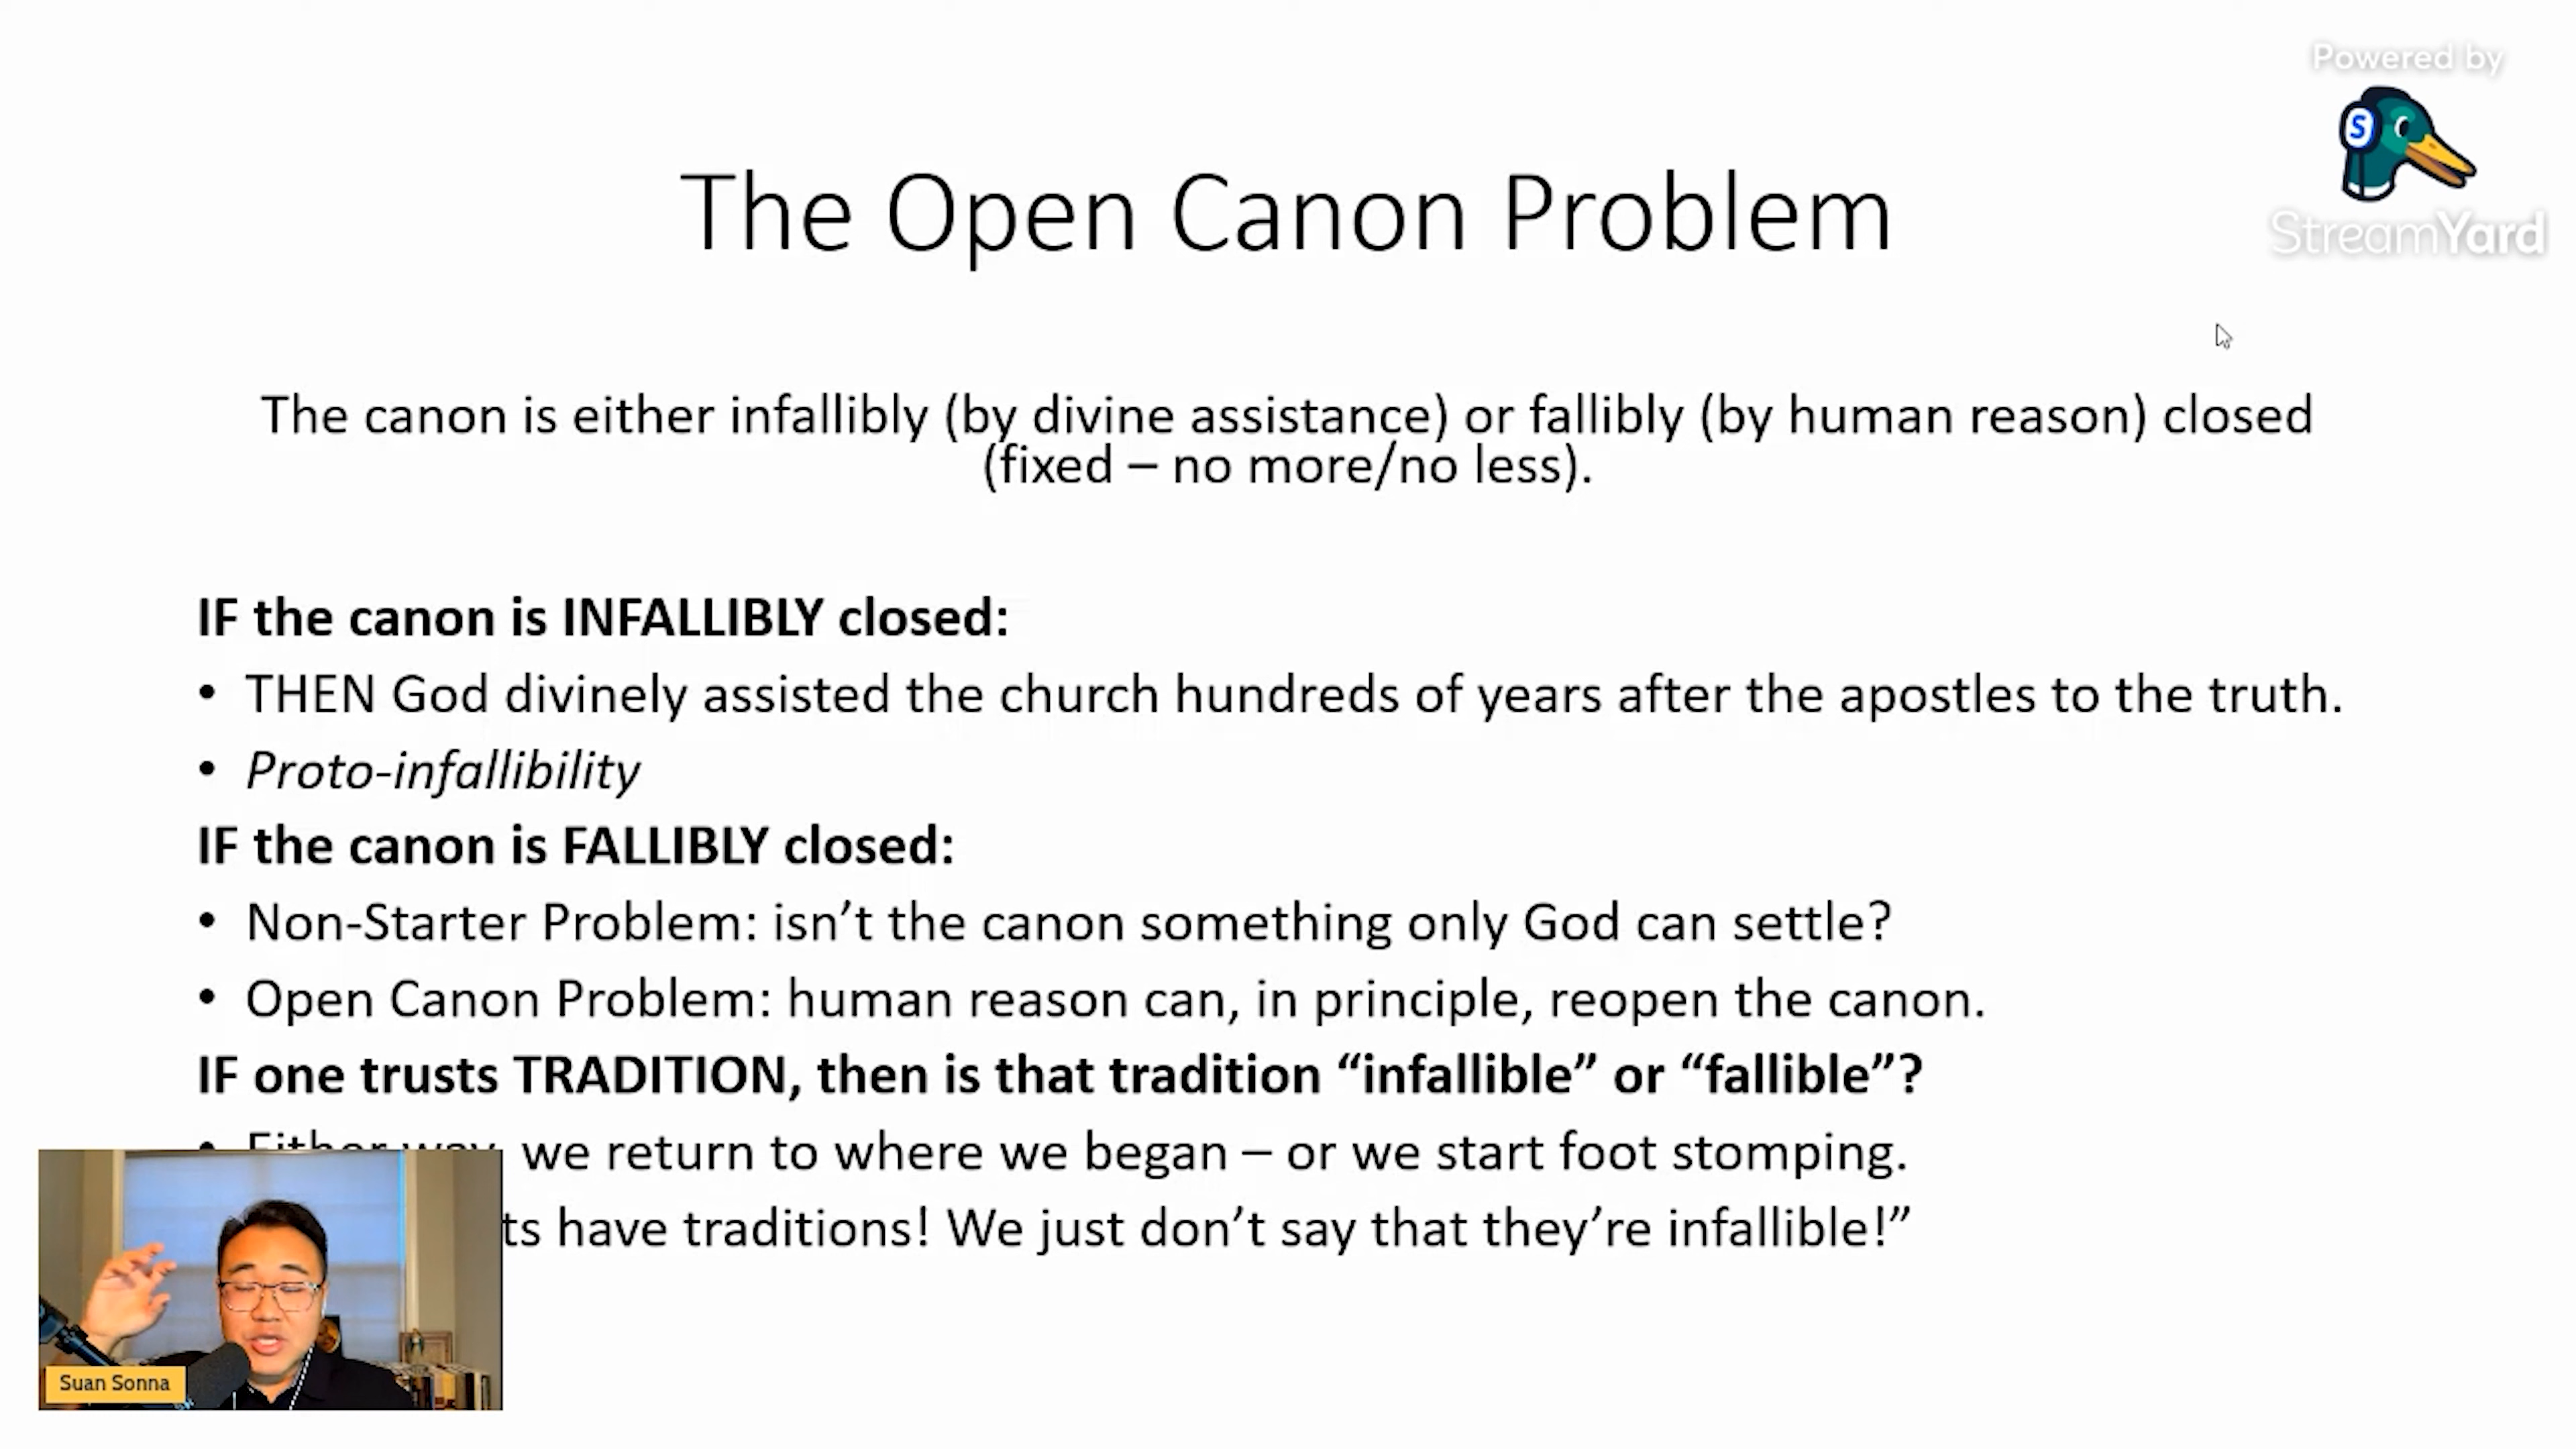 Powered by
S
StreamYard
The Open Canon Problem
The canon is either infallibly (by divine assistance) or fallibly (by human reason) closed
(fixed – no more/no less).
IF the canon is INFALLIBLY closed:
• THEN God divinely assisted the church hundreds of years after the apostles to the truth.
• Proto-infallibility
IF the canon is FALLIBLY closed:
• Non-Starter Problem: isn’t the canon something only God can settle?
• Open Canon Problem: human reason can, in principle, reopen the canon.
IF one trusts TRADITION, then is that tradition “infallible” or “fallible”?
• Either way, we return to where we began – or we start foot stomping.
ts have traditions! We just don’t say that they’re infallible!”
Suan Sonna